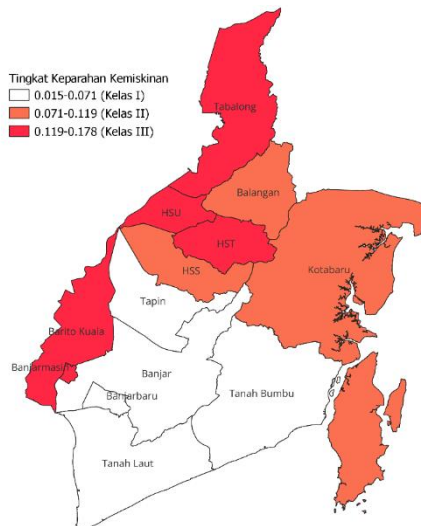 Tingkat Keparahan Kemiskinan
0.015-0.071 (Kelas I)
0.071-0.119 (Kelas II)
0.119-0.178 (Kelas III)
Tabalong
Balangan
HSU
HST
HSS
Kotabaru
Tapin
Barito Kuala
Banjarmasin
Banjar
Banjarbaru
Tanah Bumbu
Tanah Laut